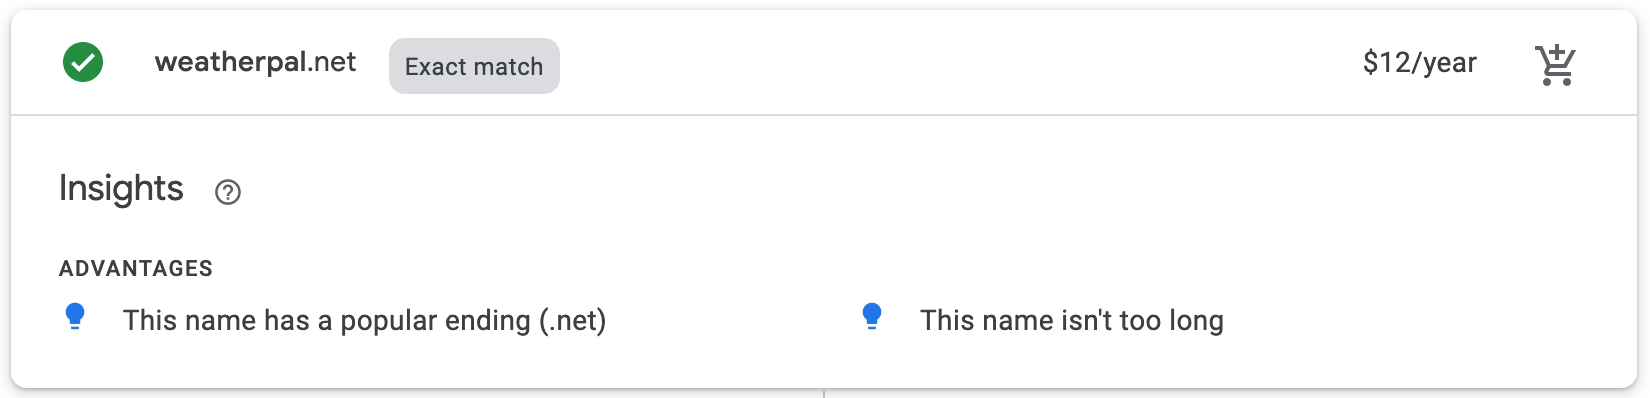 weatherpal.net Exact match $12/year
Insights
ADVANTAGES
This name has a popular ending (.net) This name isn't too long